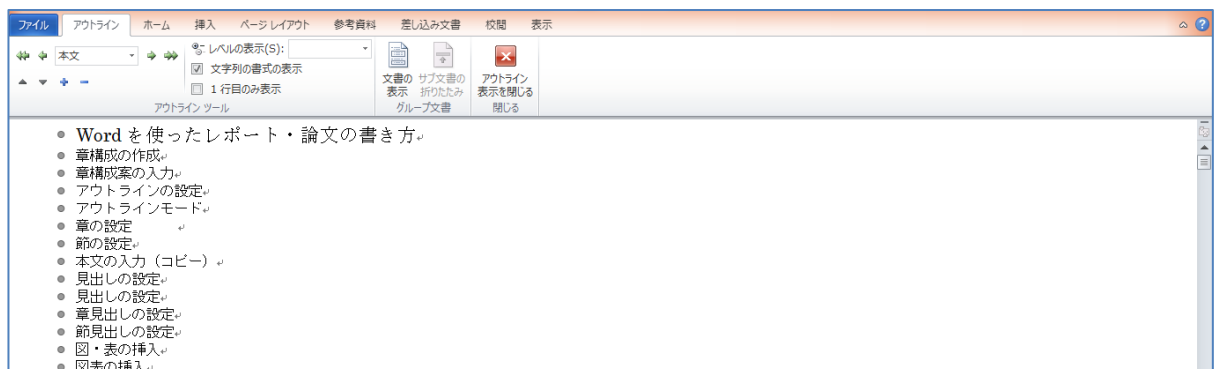 ファイル アウトライン ホーム 挿入 ページ レイアウト 参考資料 差し込み文書 校閲 表示
本文
レベルの表示(S):
文字列の書式の表示
1 行目のみ表示
アウトライン ツール
文書の表示
サブ文書の折りたたみ
グループ文書
アウトライン表示を閉じる
閉じる
Word を使ったレポート・論文の書き方
章構成の作成
章構成案の入力
アウトラインの設定
アウトラインモード
章の設定
節の設定
本文の入力（コピー）
見出しの設定
見出しの設定
章見出しの設定
節見出しの設定
図・表の挿入
図表の挿入